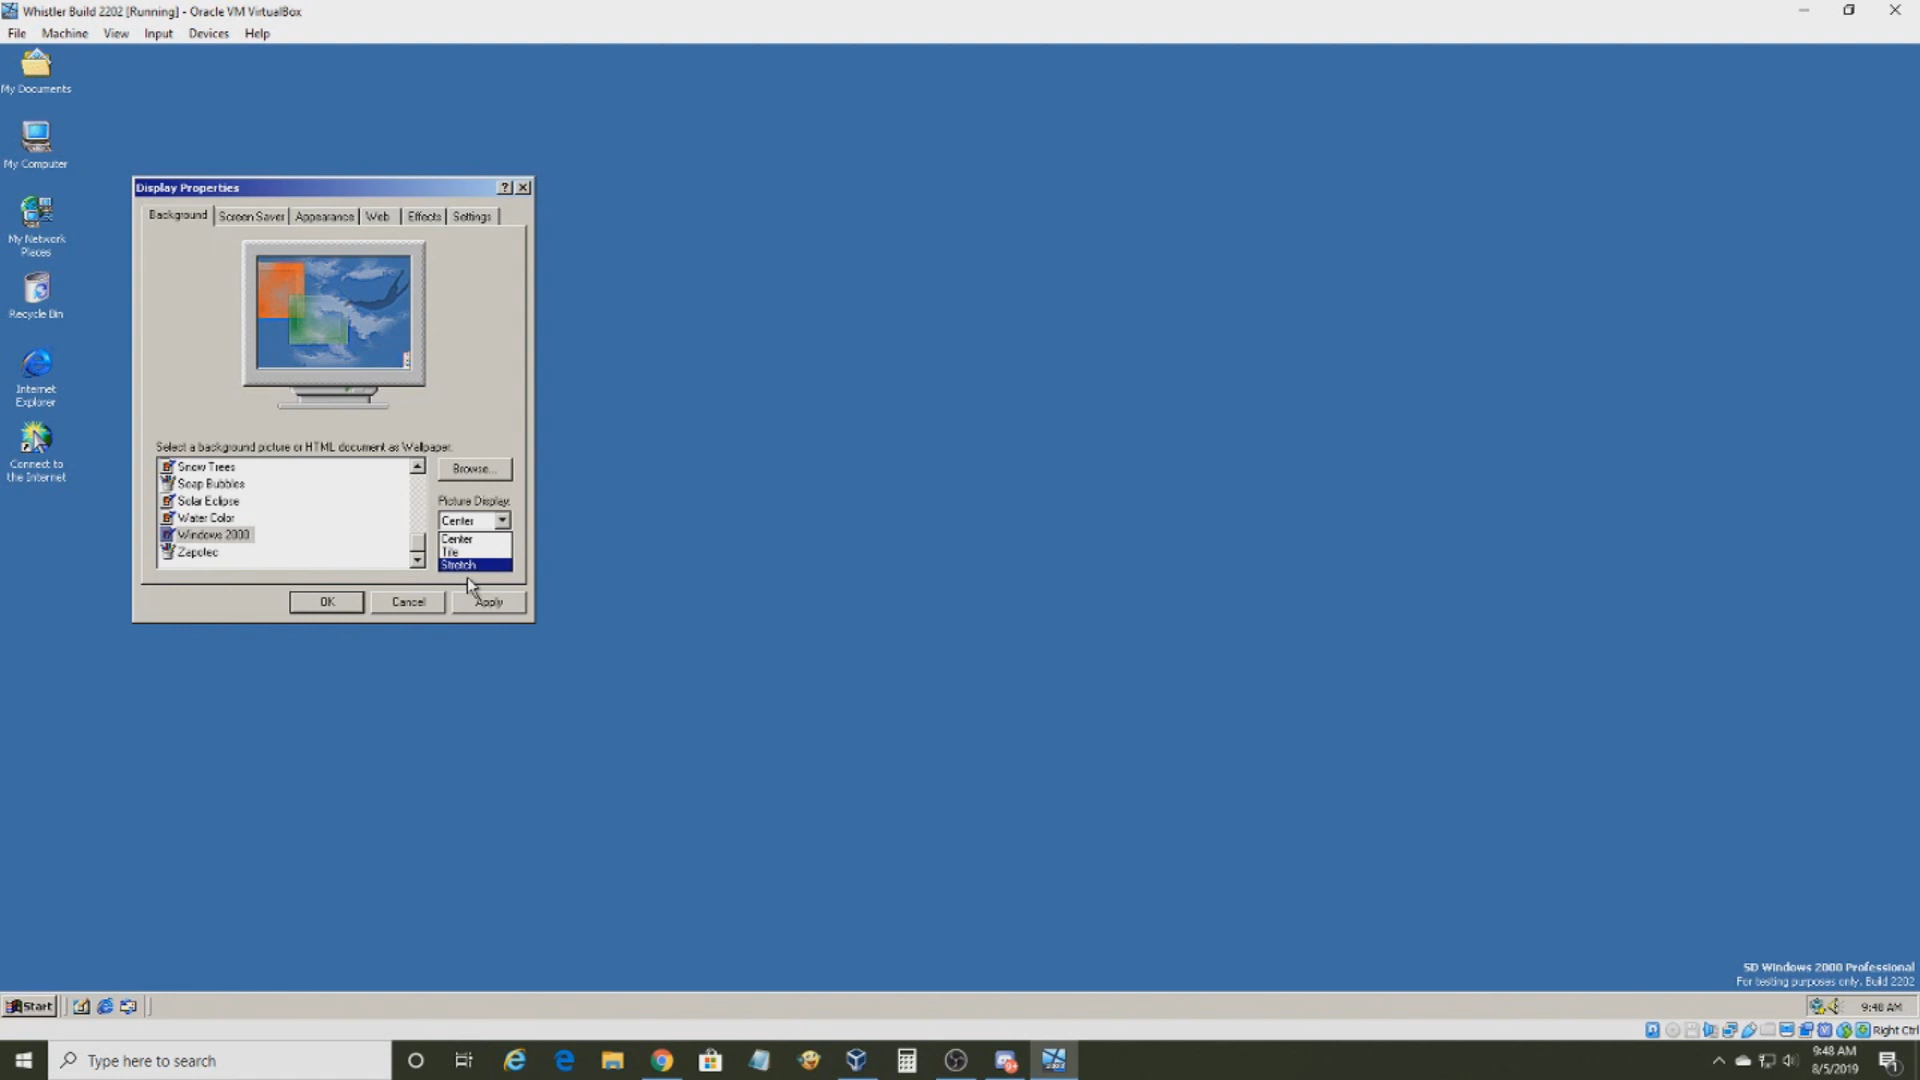 Whistler Build 2202 [Running] - Oracle VM VirtualBox
File Machine View Input Devices Help
My Documents
My Computer
My Network
Places
Recycle Bin
Internet
Explorer
Connect to
the Internet
Display Properties
Background Screen Saver Appearance Web Effects Settings
Select a background picture or HTML document as Wallpaper:
Snow Trees
Soap Bubbles
Solar Eclipse
Water Color
Windows 2000
Zapotec
Browse...
Picture Display:
Center
Center
Tile
Stretch
OK Cancel Apply
5D Windows 2000 Professional
For testing purposes only. Build 2202
Start
9:48 AM
Right Ctrl
Type here to search
9:48 AM
8/5/2019